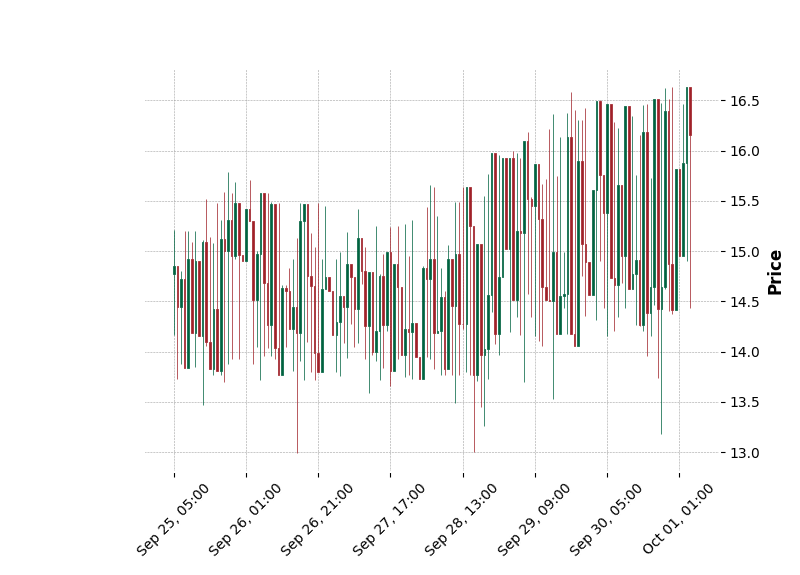 16.5
16.0
15.5
15.0
14.5
14.0
13.5
13.0
Price
Sep 25, 05:00
Sep 26, 01:00
Sep 26, 21:00
Sep 27, 17:00
Sep 28, 13:00
Sep 29, 09:00
Sep 30, 05:00
Oct 01, 01:00